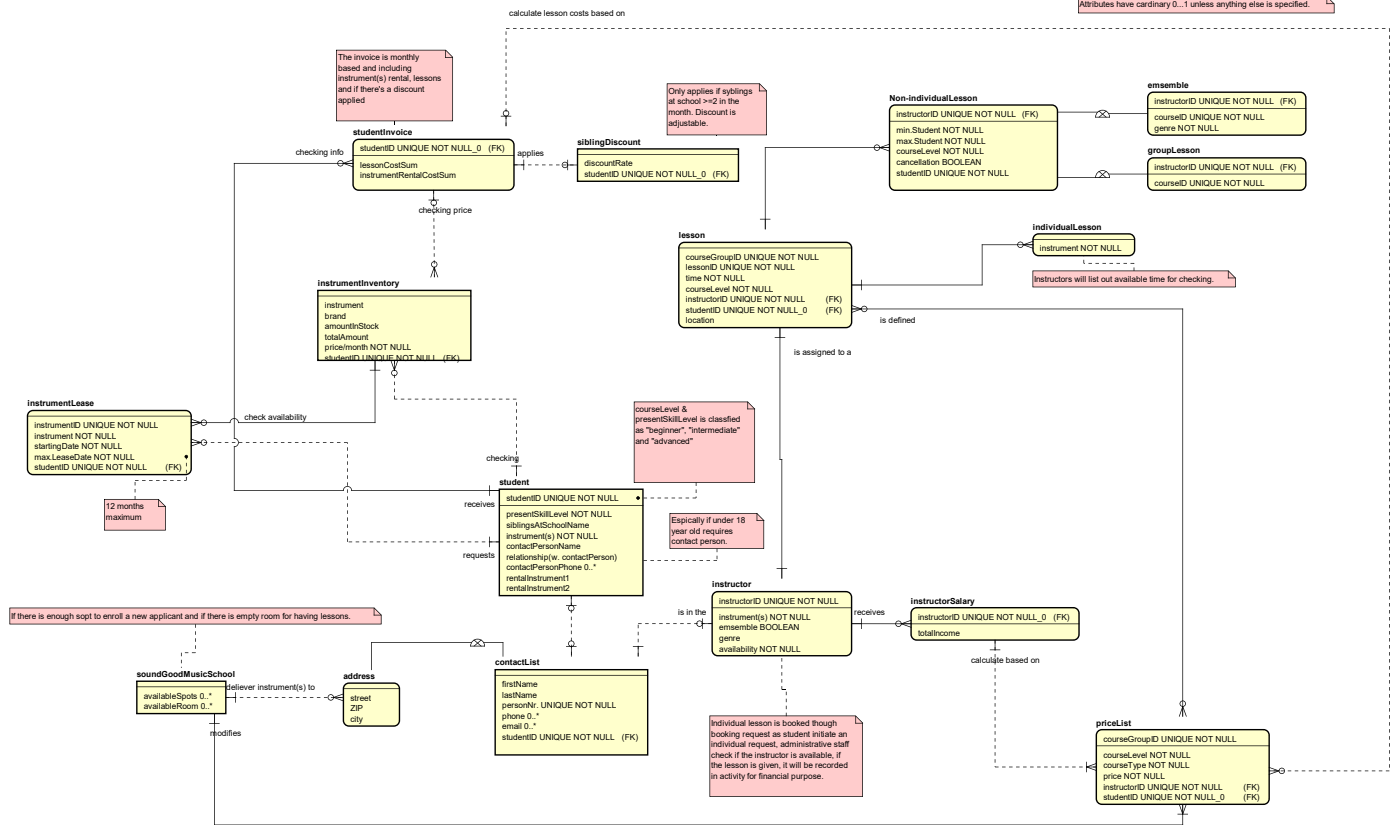 Attributes have cardinary 0...1 unless anything else is specified.
calculate lesson costs based on
The invoice is monthly
based and including
instrument(s) rental, lessons
and if there's a discount
applied
Only applies if syblings
at school >=2 in the
month. Discount is
adjustable.
studentInvoice
studentID UNIQUE NOT NULL_0 (FK)
lessonCostSum
instrumentRentalCostSum
checking info
applies
siblingDiscount
discountRate
studentID UNIQUE NOT NULL_0 (FK)
checking price
Non-individualLesson
instructorID UNIQUE NOT NULL (FK)
min.Student NOT NULL
max.Student NOT NULL
courseLevel NOT NULL
cancellation BOOLEAN
studentID UNIQUE NOT NULL
emsemble
instructorID UNIQUE NOT NULL (FK)
courseID UNIQUE NOT NULL
genre NOT NULL
groupLesson
instructorID UNIQUE NOT NULL (FK)
courseID UNIQUE NOT NULL
individualLesson
instrument NOT NULL
Instructors will list out available time for checking.
lesson
courseGroupID UNIQUE NOT NULL
lessonID UNIQUE NOT NULL
time NOT NULL
courseLevel NOT NULL
instructorID UNIQUE NOT NULL (FK)
studentID UNIQUE NOT NULL_0 (FK)
location
is defined
is assigned to a
instrumentInventory
instrument
brand
amountInStock
totalAmount
price/month NOT NULL
studentID UNIQUE NOT NULL (FK)
instrumentLease
instrumentID UNIQUE NOT NULL
instrument NOT NULL
startingDate NOT NULL
max.LeaseDate NOT NULL
studentID UNIQUE NOT NULL (FK)
check availability
12 months
maximum
courseLevel &
presentSkillLevel is classfied
as "beginner", "intermediate"
and "advanced"
checking
student
studentID UNIQUE NOT NULL
presentSkillLevel NOT NULL
siblingsAtSchoolName
instrument(s) NOT NULL
contactPersonName
relationship(w. contactPerson)
contactPersonPhone 0..*
rentalInstrument1
rentalInstrument2
receives
requests
Espically if under 18
year old requires
contact person.
instructor
instructorID UNIQUE NOT NULL
instrument(s) NOT NULL
emsemble BOOLEAN
genre
availability NOT NULL
is in the
receives
instructorSalary
instructorID UNIQUE NOT NULL_0 (FK)
totalIncome
calculate based on
If there is enough sopt to enroll a new applicant and if there is empty room for having lessons.
soundGoodMusicSchool
availableSpots 0..*
availableRoom 0..*
deliever instrument(s) to
modifies
address
street
ZIP
city
contactList
firstName
lastName
personNr. UNIQUE NOT NULL
phone 0..*
email 0..*
studentID UNIQUE NOT NULL (FK)
Individual lesson is booked though
booking request as student initiate an
individual request, administrative staff
check if the instructor is available, if
the lesson is given, it will be recorded
in activity for financial purpose.
priceList
courseGroupID UNIQUE NOT NULL
courseLevel NOT NULL
courseType NOT NULL
price NOT NULL
instructorID UNIQUE NOT NULL (FK)
studentID UNIQUE NOT NULL_0 (FK)